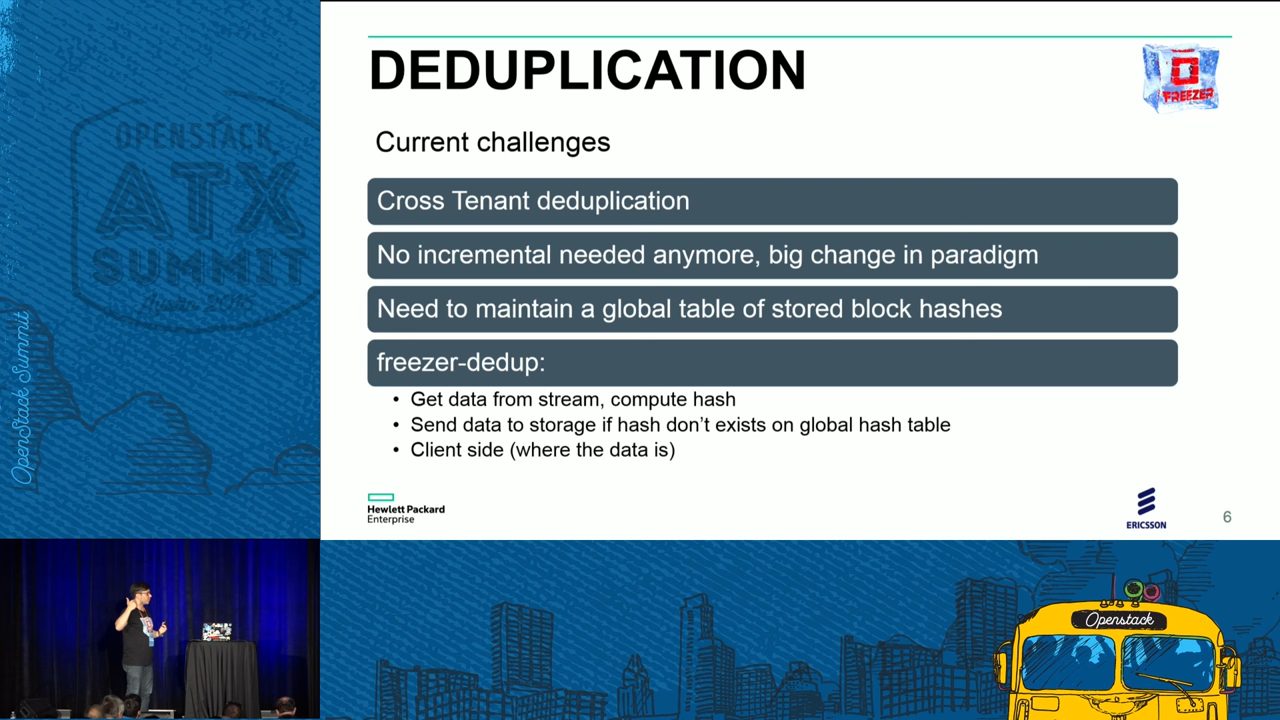 DEDUPLICATION
FREEZER
Current challenges
Cross Tenant deduplication
No incremental needed anymore, big change in paradigm
Need to maintain a global table of stored block hashes
freezer-dedup:
• Get data from stream, compute hash
• Send data to storage if hash don’t exists on global hash table
• Client side (where the data is)
Hewlett Packard
Enterprise
ERICSSON
6
OPENSTACK
ATX
SUMMIT
Austin 2016
OpenStack Summit
Openstack